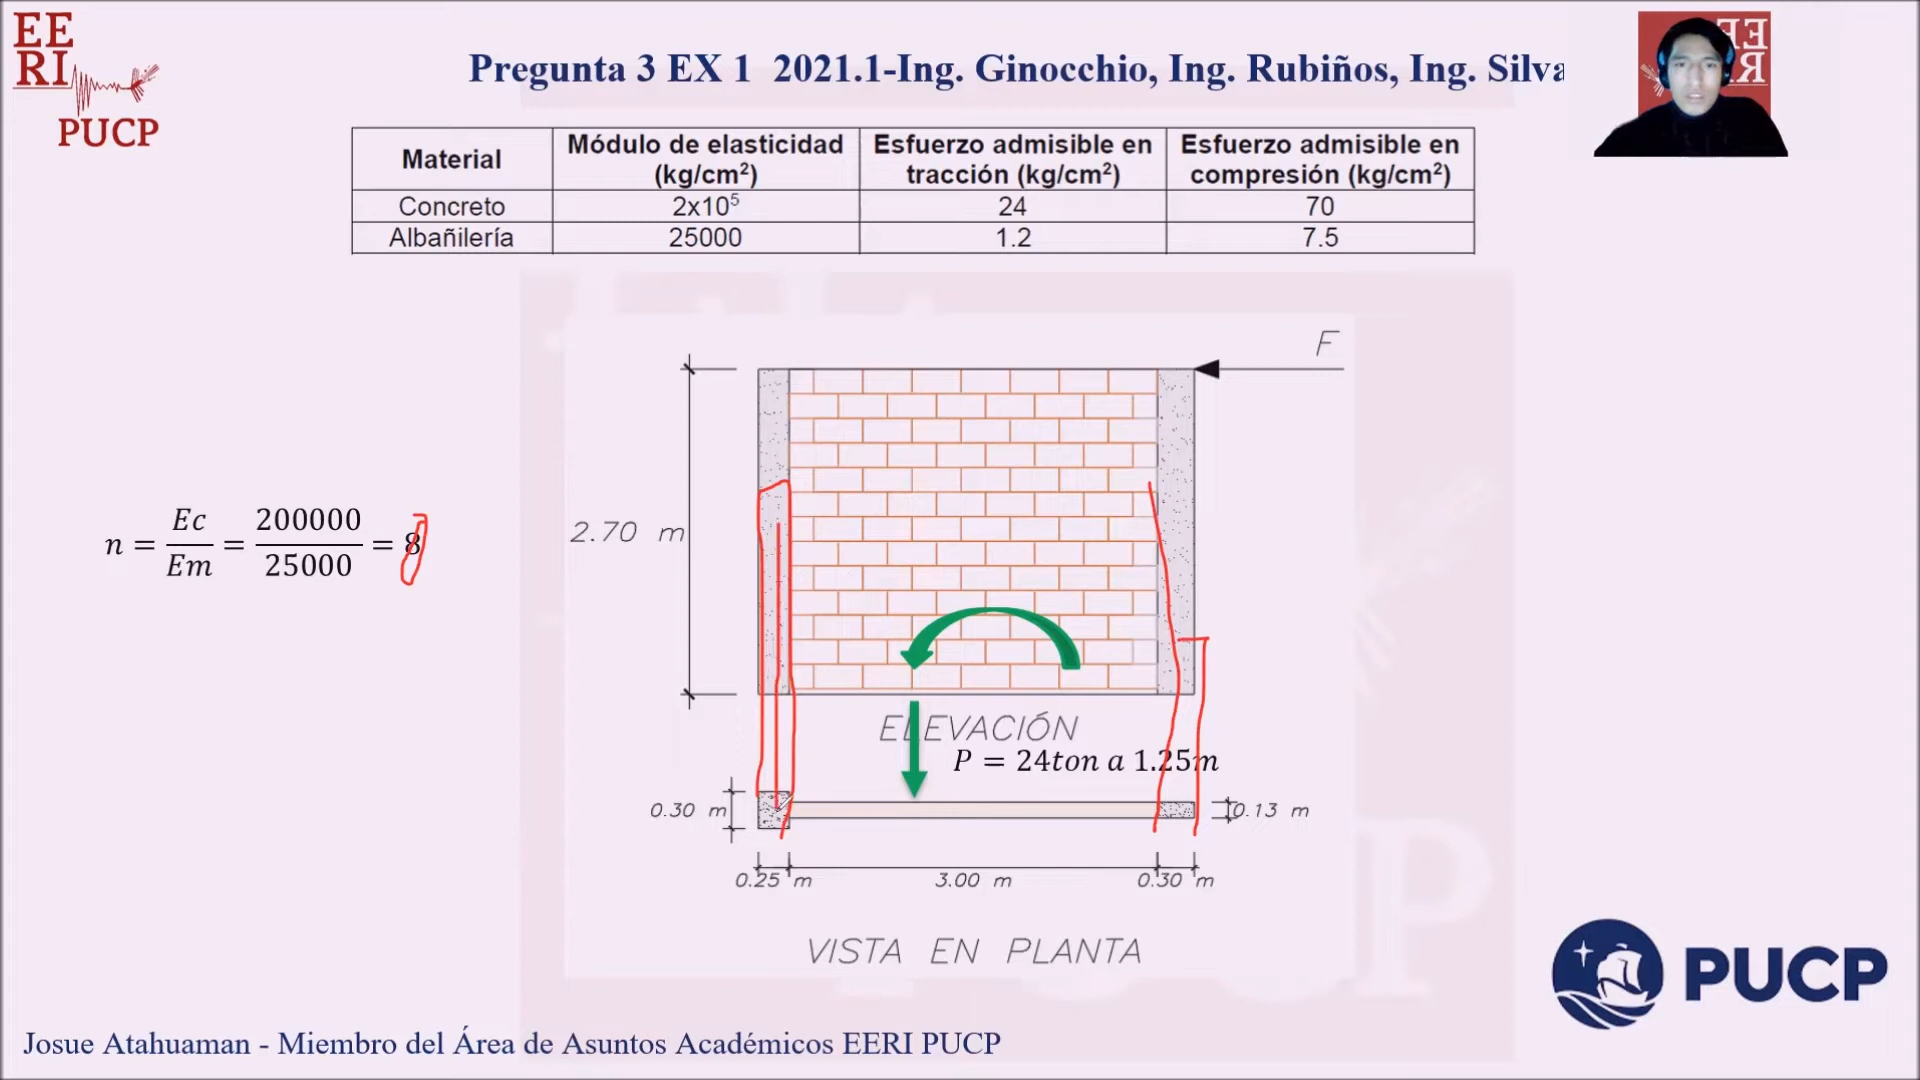 EE
RI
PUCP
Pregunta 3 EX 1 2021.1-Ing. Ginocchio, Ing. Rubiños, Ing. Silva
Material
Módulo de elasticidad (kg/cm²)
Esfuerzo admisible en tracción (kg/cm²)
Esfuerzo admisible en compresión (kg/cm²)
Concreto 2x10⁵ 24 70
Albañilería 25000 1.2 7.5
F
2.70 m
n = Ec/Em = 200000/25000 = 8
ELEVACIÓN
P = 24ton a 1.25m
0.30 m
0.13 m
0.25 m 3.00 m 0.30 m
VISTA EN PLANTA
PUCP
Josue Atahuaman - Miembro del Área de Asuntos Académicos EERI PUCP